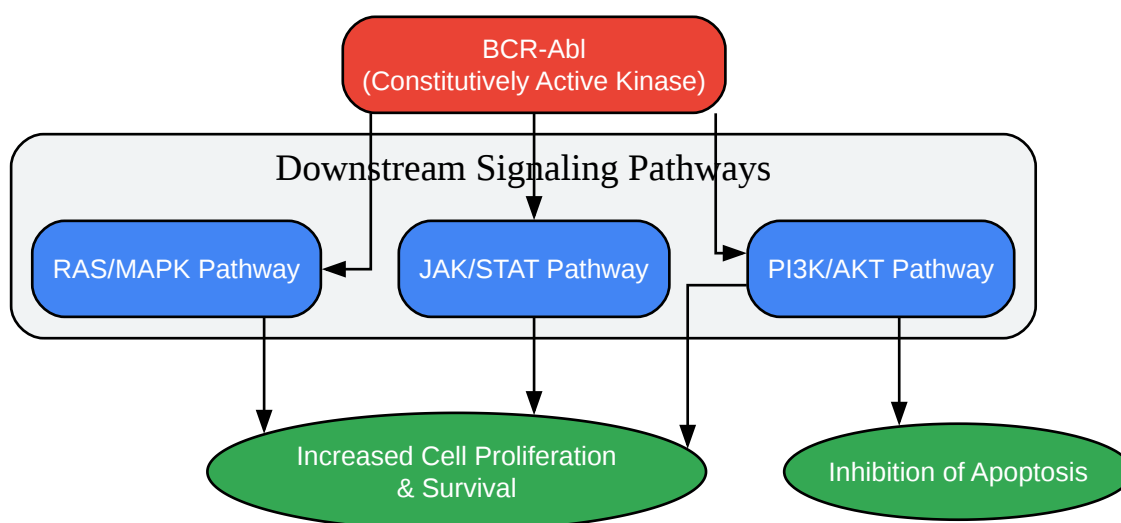 BCR-Abl
(Constitutively Active Kinase)
Downstream Signaling Pathways
RAS/MAPK Pathway
JAK/STAT Pathway
PI3K/AKT Pathway
Increased Cell Proliferation
& Survival
Inhibition of Apoptosis